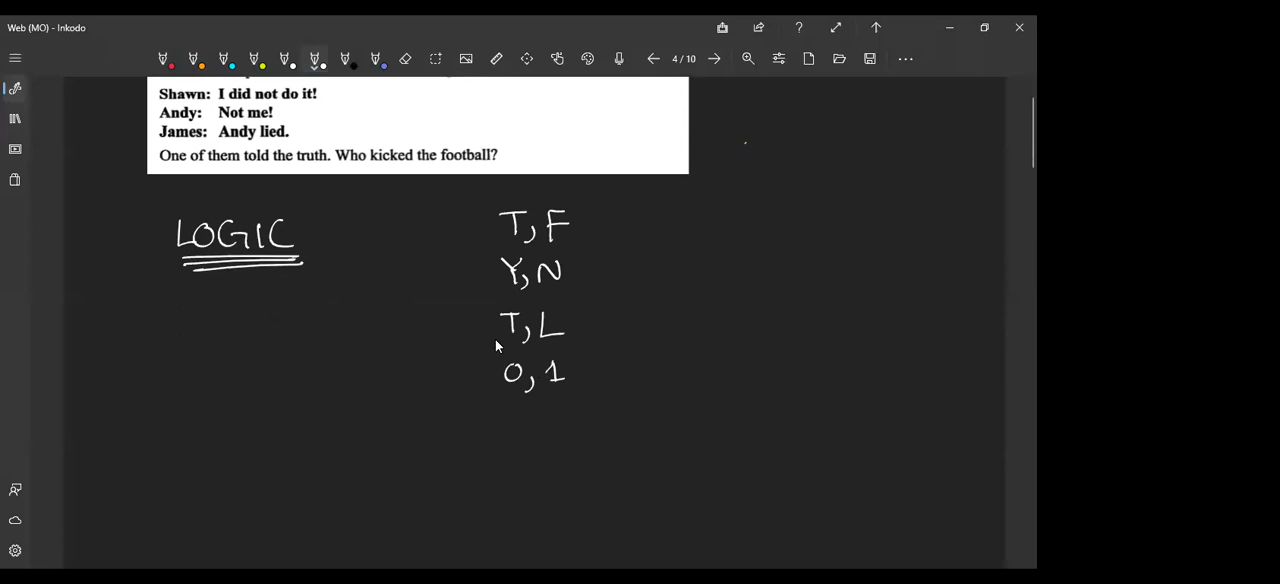 Web (MO) - Inkodo
4 / 10
Shawn: I did not do it!
Andy: Not me!
James: Andy lied.
One of them told the truth. Who kicked the football?
LOGIC
T, F
Y, N
T, L
0, 1